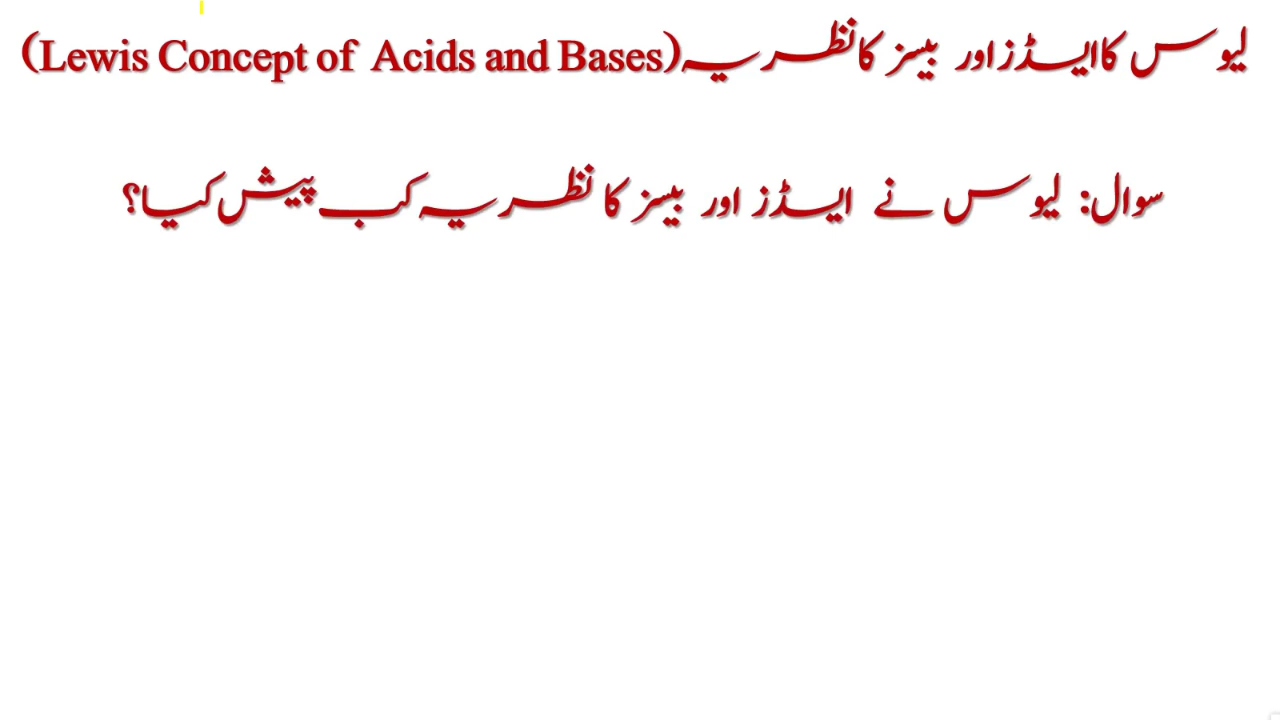 لیوس کا ایسڈز اور بیسز کا نظریہ (Lewis Concept of Acids and Bases)
سوال: لیوس نے ایسڈز اور بیسز کا نظریہ کب پیش کیا؟